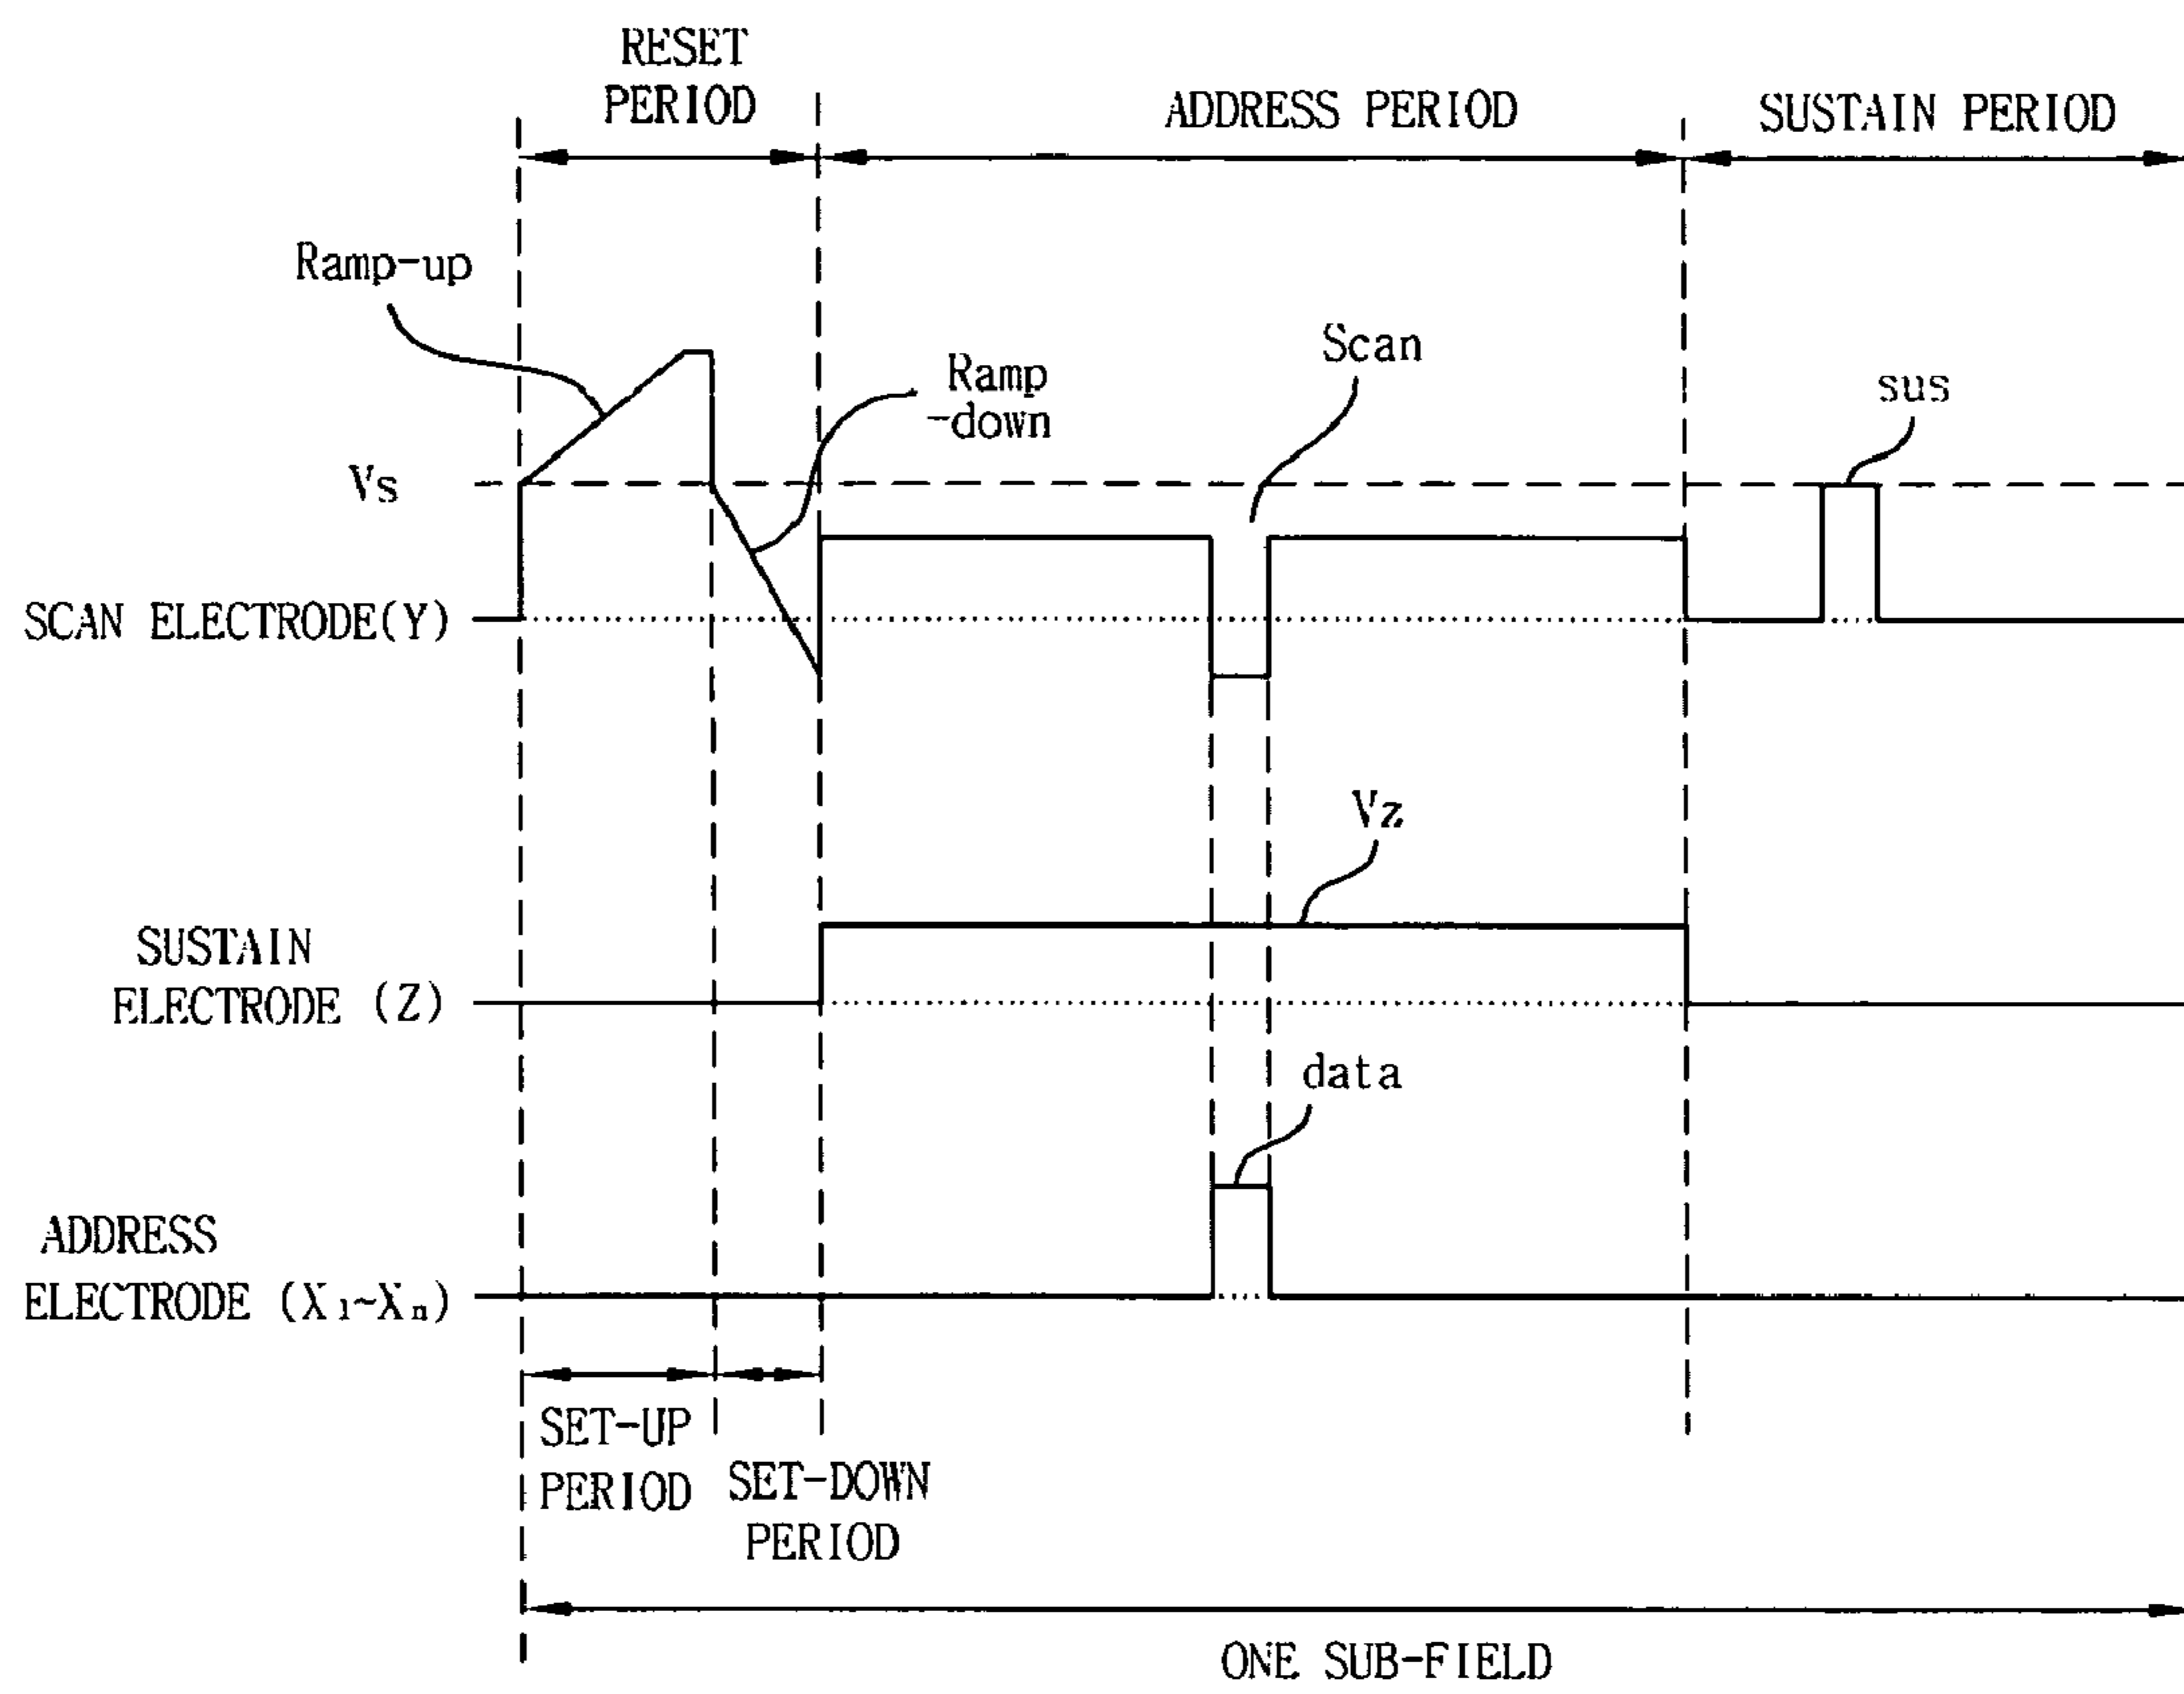 RESET
PERIOD
ADDRESS PERIOD
SUSTAIN PERIOD
Ramp-up
Ramp
-down
Scan
sus
Vs
SCAN ELECTRODE(Y)
Vz
SUSTAIN
ELECTRODE (Z)
data
ADDRESS
ELECTRODE (X₁~Xₙ)
SET-UP
PERIOD
SET-DOWN
PERIOD
ONE SUB-FIELD